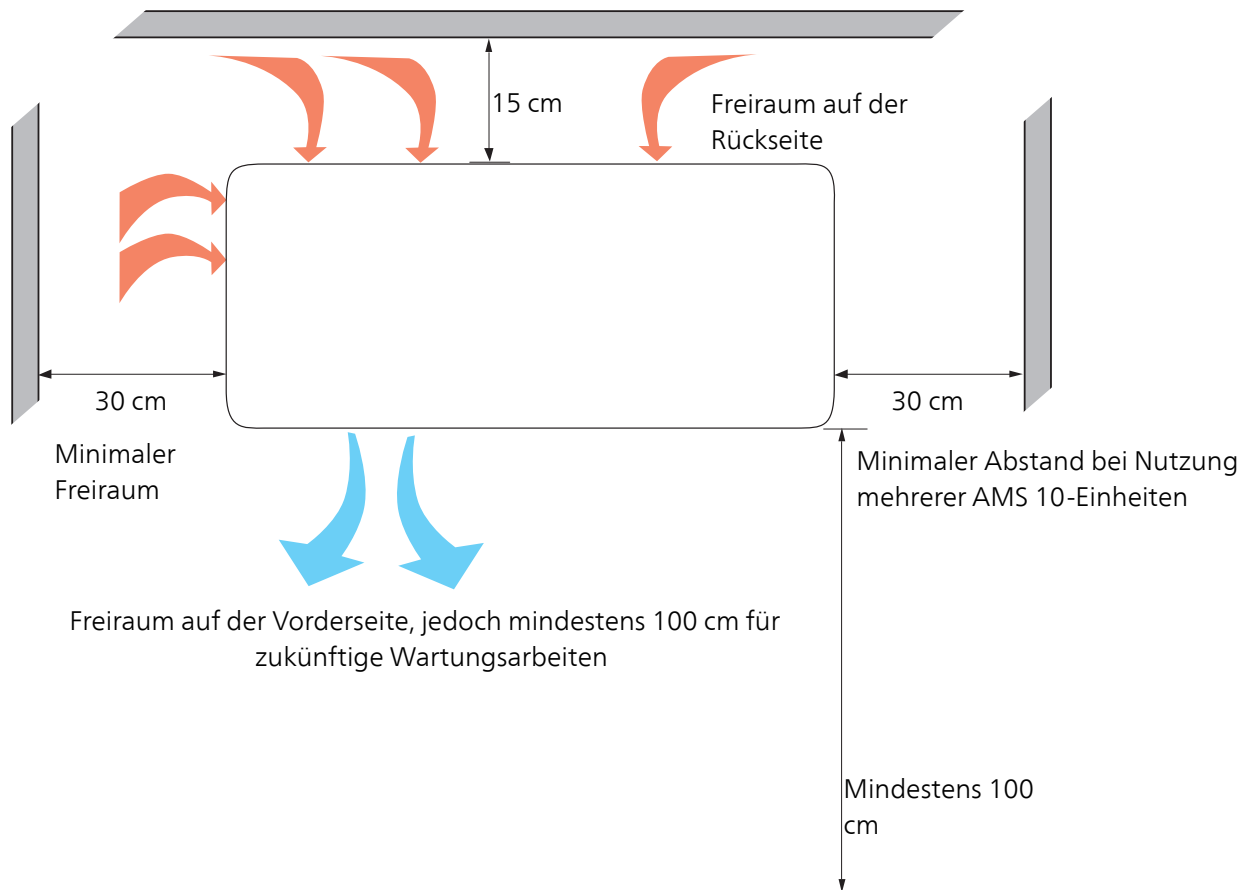 15 cm
Freiraum auf der
Rückseite
30 cm
30 cm
Minimaler
Freiraum
Minimaler Abstand bei Nutzung
mehrerer AMS 10-Einheiten
Freiraum auf der Vorderseite, jedoch mindestens 100 cm für
zukünftige Wartungsarbeiten
Mindestens 100
cm